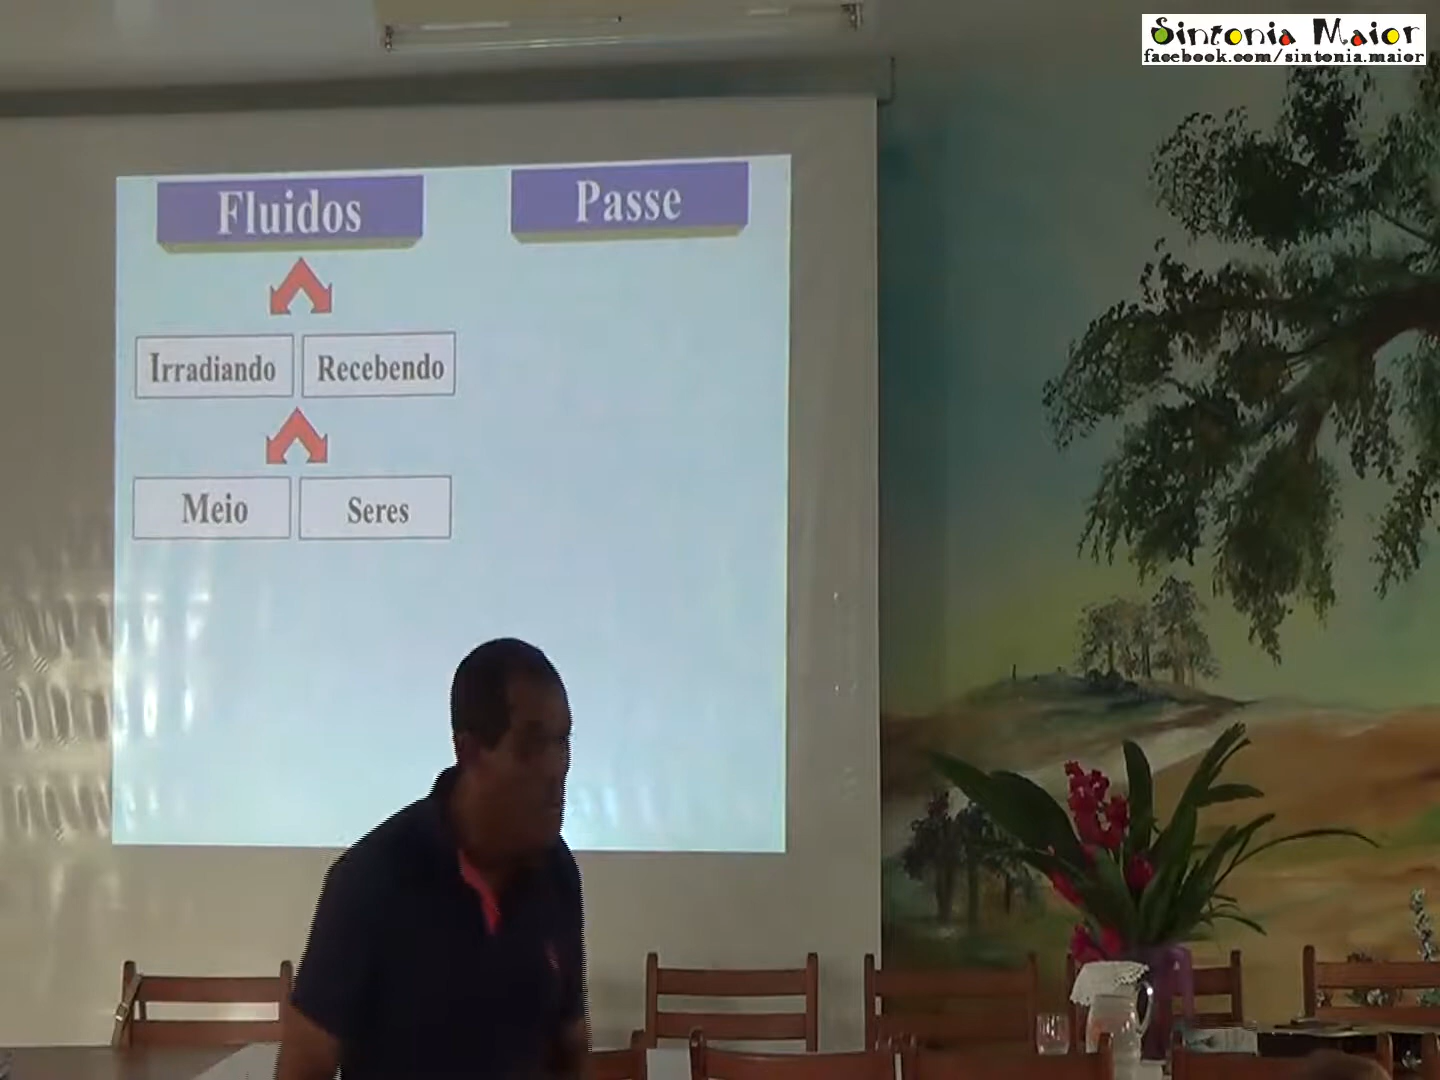 Sintonia Maior
facebook.com/sintonia.maior
Fluidos
Passe
Irradiando
Recebendo
Meio
Seres